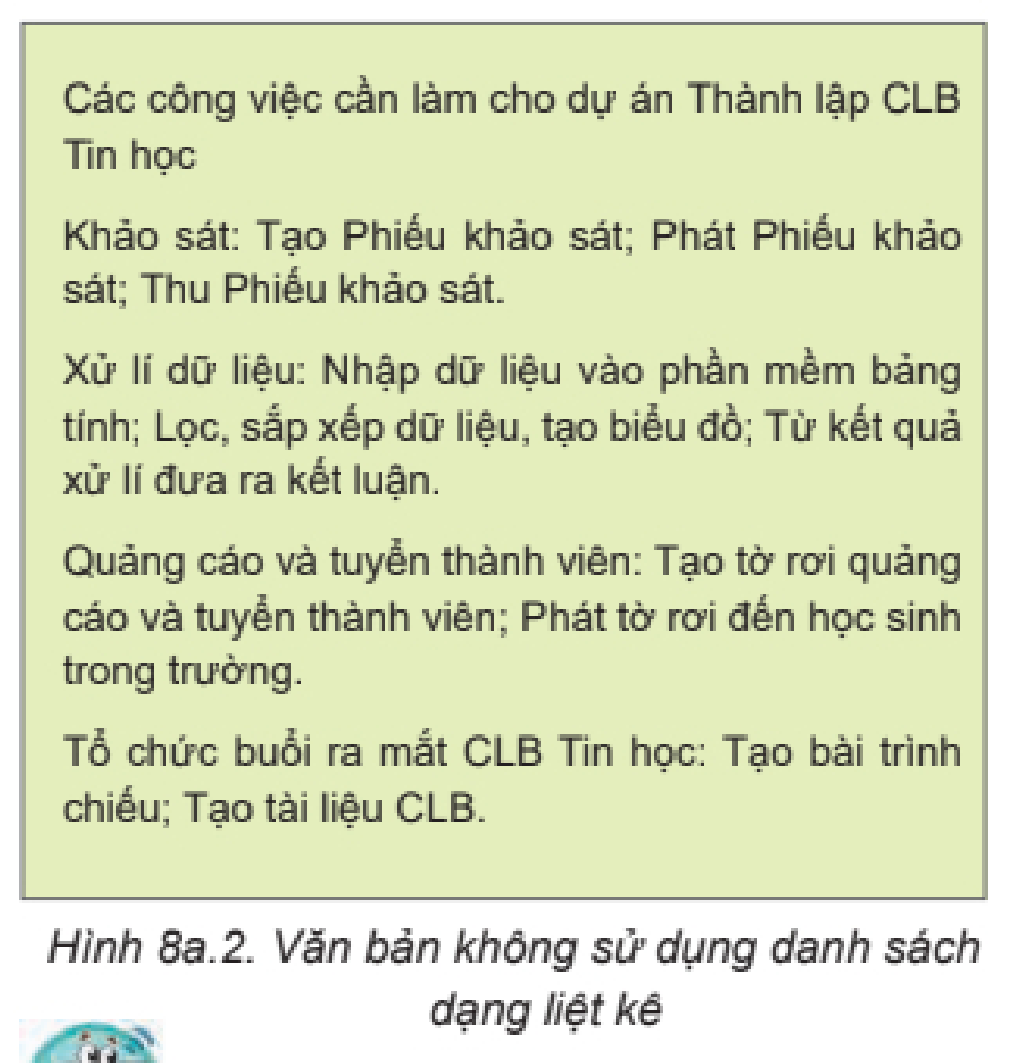 Các công việc cần làm cho dự án Thành lập CLB
Tin học
Khảo sát: Tạo Phiếu khảo sát; Phát Phiếu khảo
sát; Thu Phiếu khảo sát.
Xử lí dữ liệu: Nhập dữ liệu vào phần mềm bảng
tính; Lọc, sắp xếp dữ liệu, tạo biểu đồ; Từ kết quả
xử lí đưa ra kết luận.
Quảng cáo và tuyển thành viên: Tạo tờ rơi quảng
cáo và tuyển thành viên; Phát tờ rơi đến học sinh
trong trường.
Tổ chức buổi ra mắt CLB Tin học: Tạo bài trình
chiếu; Tạo tài liệu CLB.
Hình 8a.2. Văn bản không sử dụng danh sách
dạng liệt kê